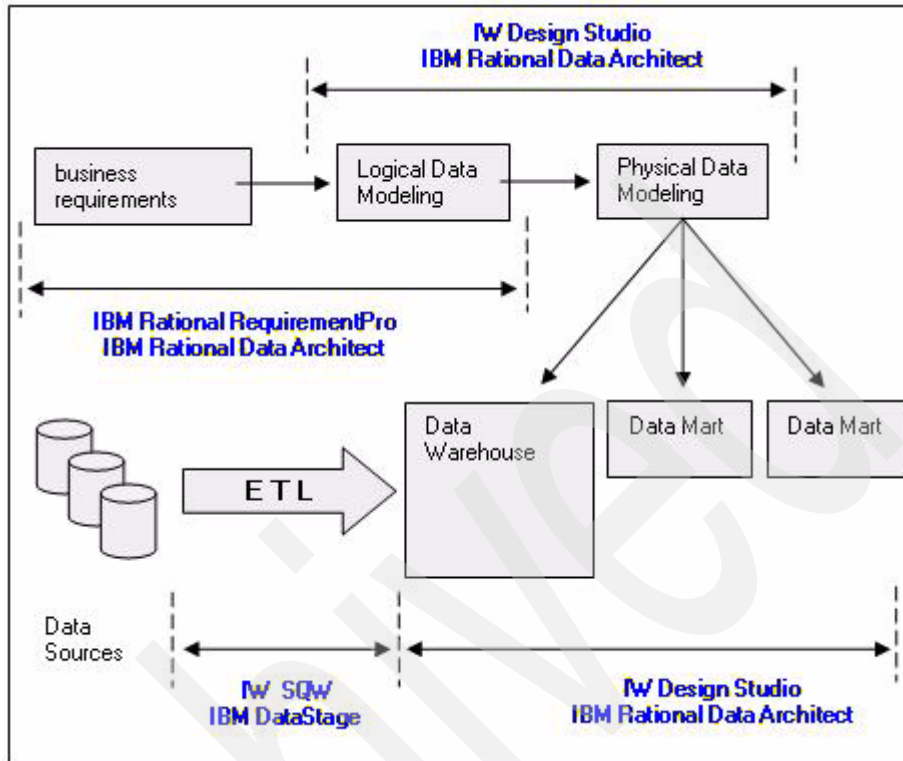 IW Design Studio
IBM Rational Data Architect
business
requirements
Logical Data
Modeling
Physical Data
Modeling
IBM Rational RequirementPro
IBM Rational Data Architect
Data
Warehouse
Data Mart
Data Mart
ETL
Data
Sources
IW SQW
IBM DataStage
IW Design Studio
IBM Rational Data Architect